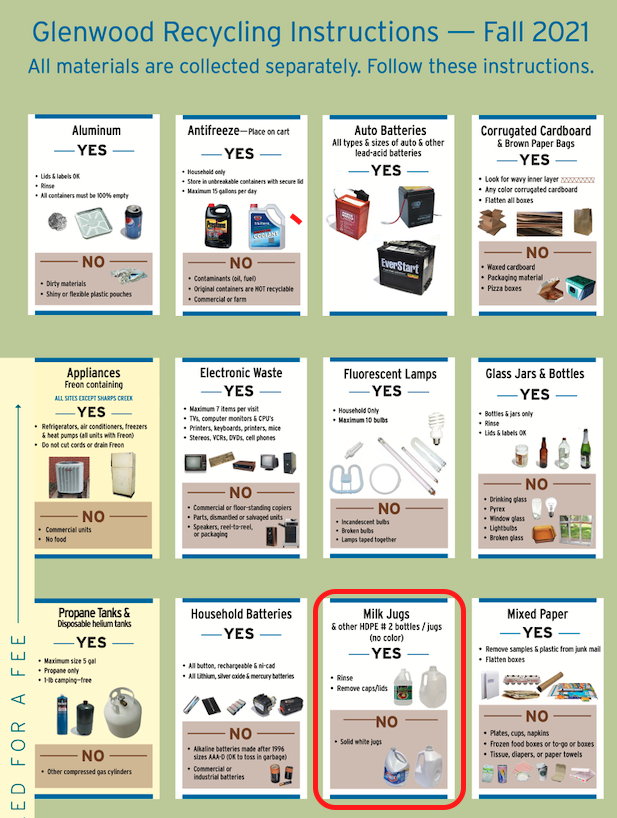 Glenwood Recycling Instructions — Fall 2021
All materials are collected separately. Follow these instructions.
Aluminum
YES
• Lids & labels OK
• Rinse
• All containers must be 100% empty
NO
• Dirty materials
• Shiny or flexible plastic pouches
Antifreeze—Place on cart
YES
• Household only
• Store in unbreakable containers with secure lid
• Maximum 15 gallons per day
NO
• Contaminants (oil, fuel)
• Original containers are NOT recyclable
• Commercial or farm
Auto Batteries
All types & sizes of auto & other
lead-acid batteries
YES
EverStart
Corrugated Cardboard
& Brown Paper Bags
YES
• Look for wavy inner layer
• Any color corrugated cardboard
• Flatten all boxes
NO
• Waxed cardboard
• Packaging material
• Pizza boxes
Appliances
Freon containing
ALL SITES EXCEPT SHARPS CREEK
YES
• Refrigerators, air conditioners, freezers
& heat pumps (all units with Freon)
• Do not cut cords or drain Freon
NO
• Commercial units
• No food
Electronic Waste
YES
• Maximum 7 items per visit
• TVs, computer monitors & CPU's
• Printers, keyboards, printers, mice
• Stereos, VCRs, DVDs, cell phones
NO
• Commercial or floor-standing copiers
• Parts, dismantled or salvaged units
• Speakers, reel-to-reel,
or packaging
Fluorescent Lamps
YES
• Household Only
• Maximum 10 bulbs
NO
• Incandescent bulbs
• Broken bulbs
• Lamps taped together
Glass Jars & Bottles
YES
• Bottles & jars only
• Rinse
• Lids & labels OK
NO
• Drinking glass
• Pyrex
• Window glass
• Lightbulbs
• Broken glass
Propane Tanks &
Disposable helium tanks
YES
• Maximum size 5 gal
• Propane only
• 1-lb camping—free
NO
• Other compressed gas cylinders
Household Batteries
YES
• All button, rechargeable & ni-cad
• All Lithium, silver oxide & mercury batteries
NO
• Alkaline batteries made after 1996
sizes AAA-D (OK to toss in garbage)
• Commercial or
industrial batteries
Milk Jugs
& other HDPE # 2 bottles / jugs
(no color)
YES
• Rinse
• Remove caps/lids
NO
• Solid white jugs
Mixed Paper
YES
• Remove samples & plastic from junk mail
• Flatten boxes
NO
• Plates, cups, napkins
• Frozen food boxes or to-go or boxes
• Tissue, diapers, or paper towels
ED FOR A FEE